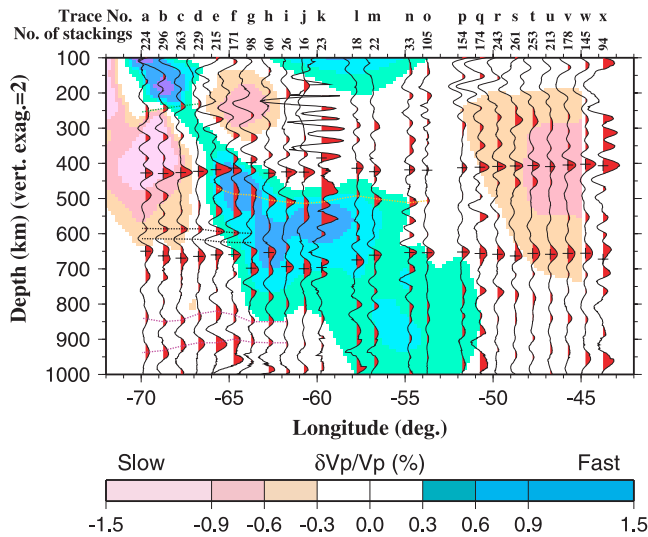 Trace No. a b c d e f g h i j k l m n o p q r s t u v w x
No. of stackings 224 296 263 229 215 171 98 60 26 16 23 18 22 33 105 154 174 243 261 253 213 178 145 94
Depth (km) (vert. exag.=2)
100
200
300
400
500
600
700
800
900
1000
-70 -65 -60 -55 -50 -45
Longitude (deg.)
Slow δVp/Vp (%) Fast
-1.5 -0.9 -0.6 -0.3 0.0 0.3 0.6 0.9 1.5